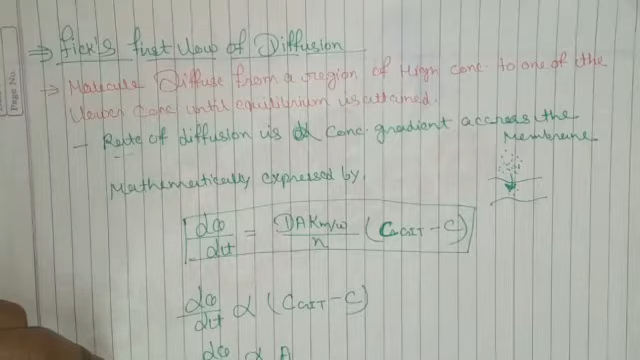 Page No.
⇒ Fick's first law of Diffusion
→ Molecule Diffuse from a region of High conc. to one of the
lower conc until equilibrium is attained.
- Rate of diffusion is α Conc. gradient accross the
Membrane
Mathematically expressed by.
dQ/dt = DAKm/w / h (CGIT - C)
dQ/dt α (CGIT - C)
dQ α A